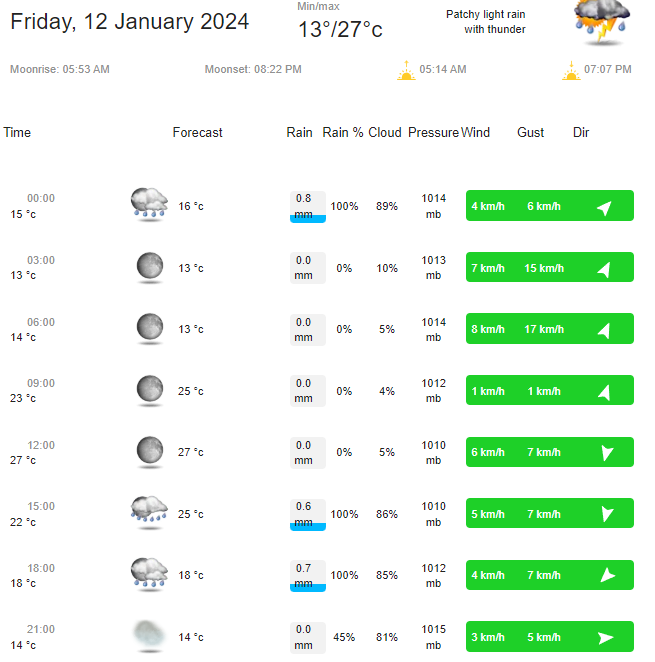 Friday, 12 January 2024
Min/max
13°/27°c
Patchy light rain
with thunder
Moonrise: 05:53 AM Moonset: 08:22 PM 05:14 AM 07:07 PM
Time Forecast Rain Rain % Cloud Pressure Wind Gust Dir
00:00
15 °c 16 °c 0.8 mm 100% 89% 1014 mb 4 km/h 6 km/h
03:00
13 °c 13 °c 0.0 mm 0% 10% 1013 mb 7 km/h 15 km/h
06:00
14 °c 13 °c 0.0 mm 0% 5% 1014 mb 8 km/h 17 km/h
09:00
23 °c 25 °c 0.0 mm 0% 4% 1012 mb 1 km/h 1 km/h
12:00
27 °c 27 °c 0.0 mm 0% 5% 1010 mb 6 km/h 7 km/h
15:00
22 °c 25 °c 0.6 mm 100% 86% 1010 mb 5 km/h 7 km/h
18:00
18 °c 18 °c 0.7 mm 100% 85% 1012 mb 4 km/h 7 km/h
21:00
14 °c 14 °c 0.0 mm 45% 81% 1015 mb 3 km/h 5 km/h